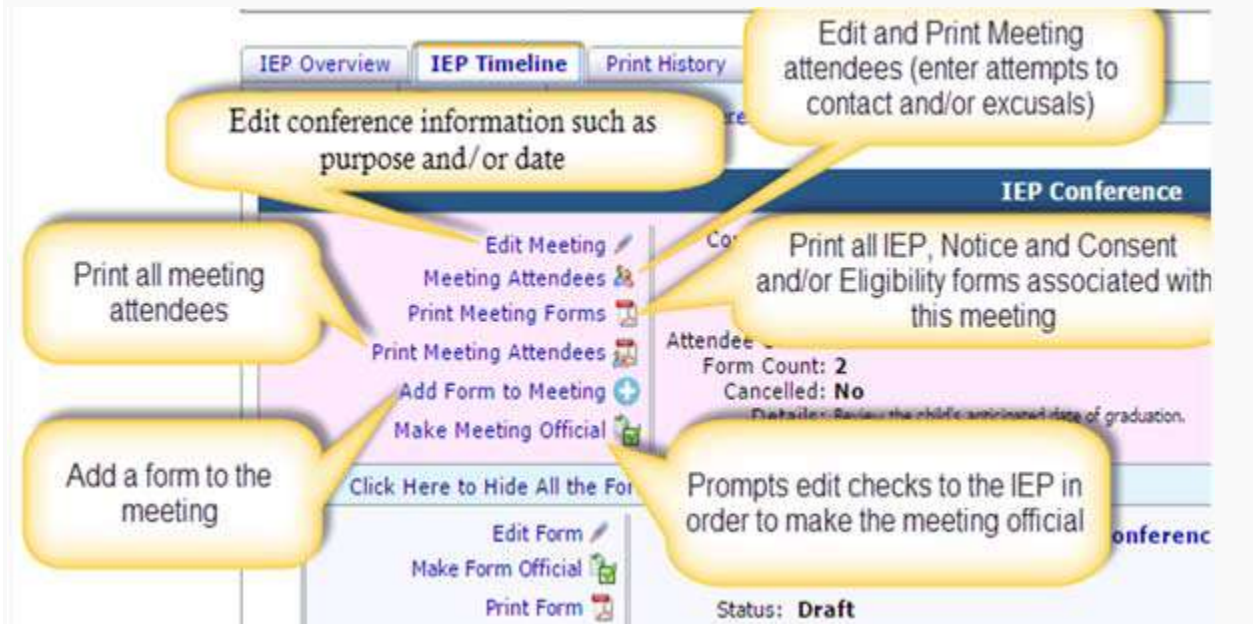 IEP Overview
IEP Timeline
Print History
Edit and Print Meeting
attendees (enter attempts to
contact and/or excusals)
Edit conference information such as
purpose and/or date
IEP Conference
Edit Meeting
Meeting Attendees
Print Meeting Forms
Print Meeting Attendees
Add Form to Meeting
Make Meeting Official
Print all meeting
attendees
Print all IEP, Notice and Consent
and/or Eligibility forms associated with
this meeting
Attendee
Form Count: 2
Cancelled: No
Details: Review the child's anticipated date of graduation.
Add a form to the
meeting
Prompts edit checks to the IEP in
order to make the meeting official
Click Here to Hide All the For
Edit Form
Make Form Official
Print Form
onferenc
Status: Draft